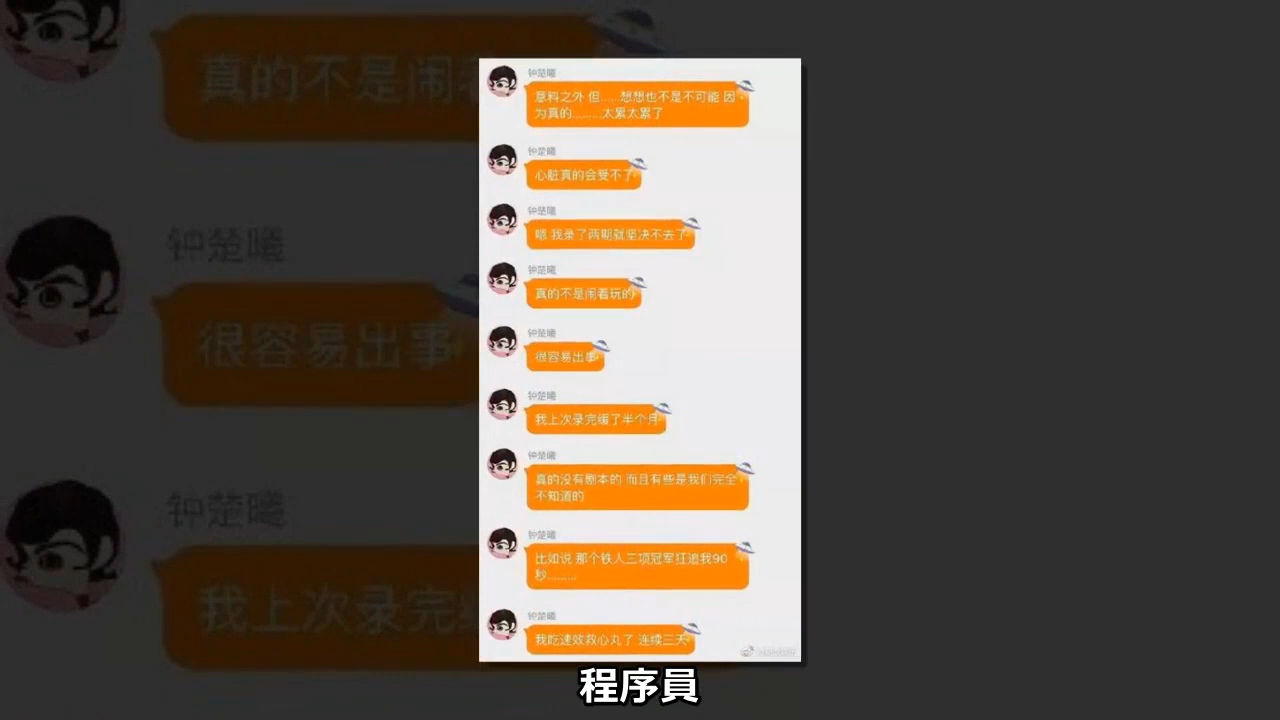 真的不是闹着
钟楚曦
很容易出事
钟楚曦
我上次录完
钟楚曦
意料之外 但......想想也不是不可能 因
为真的.........太累太累了
钟楚曦
心脏真的会受不了
钟楚曦
嗯 我录了两期就坚决不去了
钟楚曦
真的不是闹着玩的
钟楚曦
很容易出事
钟楚曦
我上次录完缓了半个月
钟楚曦
真的没有剧本的 而且有些是我们完全
不知道的
钟楚曦
比如说 那个铁人三项冠军狂追我90
秒.........
钟楚曦
我吃速效救心丸了 连续三天
程序員